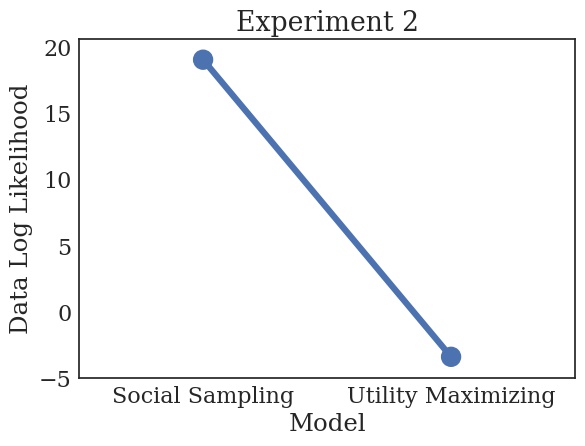 Experiment 2
Data Log Likelihood
20
15
10
5
0
−5
Social Sampling
Utility Maximizing
Model